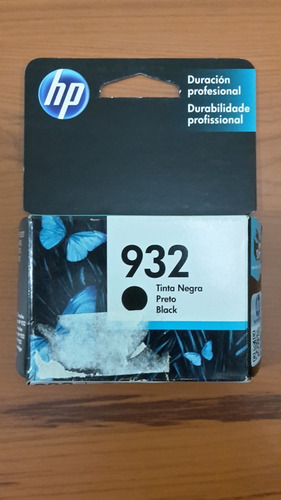 hp
Duración
profesional
Durabilidade
profissional
932
Tinta Negra
Preto
Black